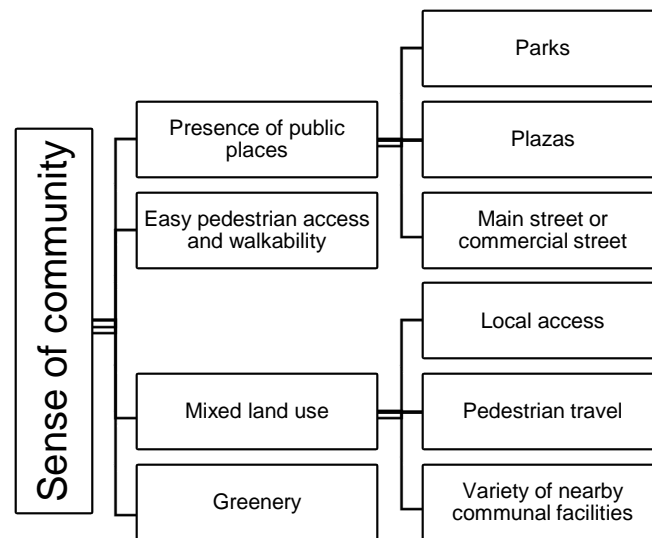 Sense of community
Presence of public
places
Easy pedestrian access
and walkability
Mixed land use
Greenery
Parks
Plazas
Main street or
commercial street
Local access
Pedestrian travel
Variety of nearby
communal facilities